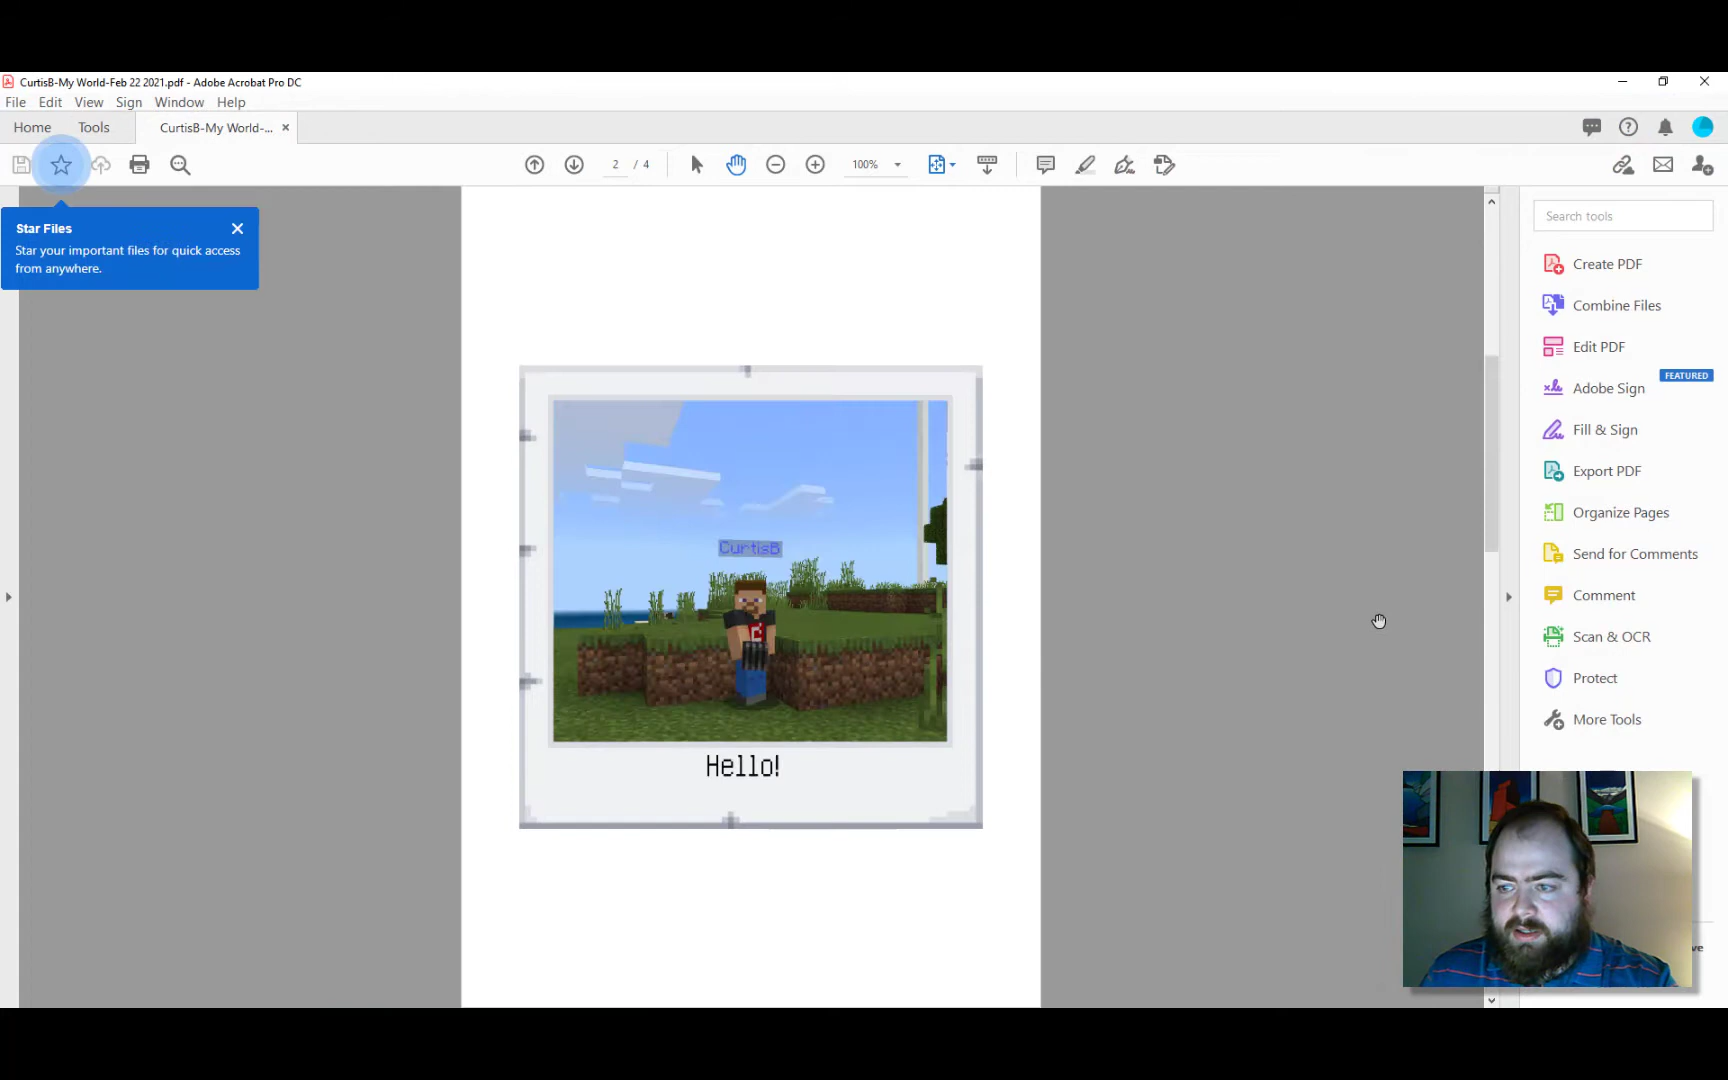 CurtisB-My World-Feb 22 2021.pdf - Adobe Acrobat Pro DC
File Edit View Sign Window Help
Home Tools CurtisB-My World-...
2 / 4 100%
Star Files
Star your important files for quick access
from anywhere.
CurtisB
Hello!
Search tools
Create PDF
Combine Files
Edit PDF
FEATURED
Adobe Sign
Fill & Sign
Export PDF
Organize Pages
Send for Comments
Comment
Scan & OCR
Protect
More Tools
ve